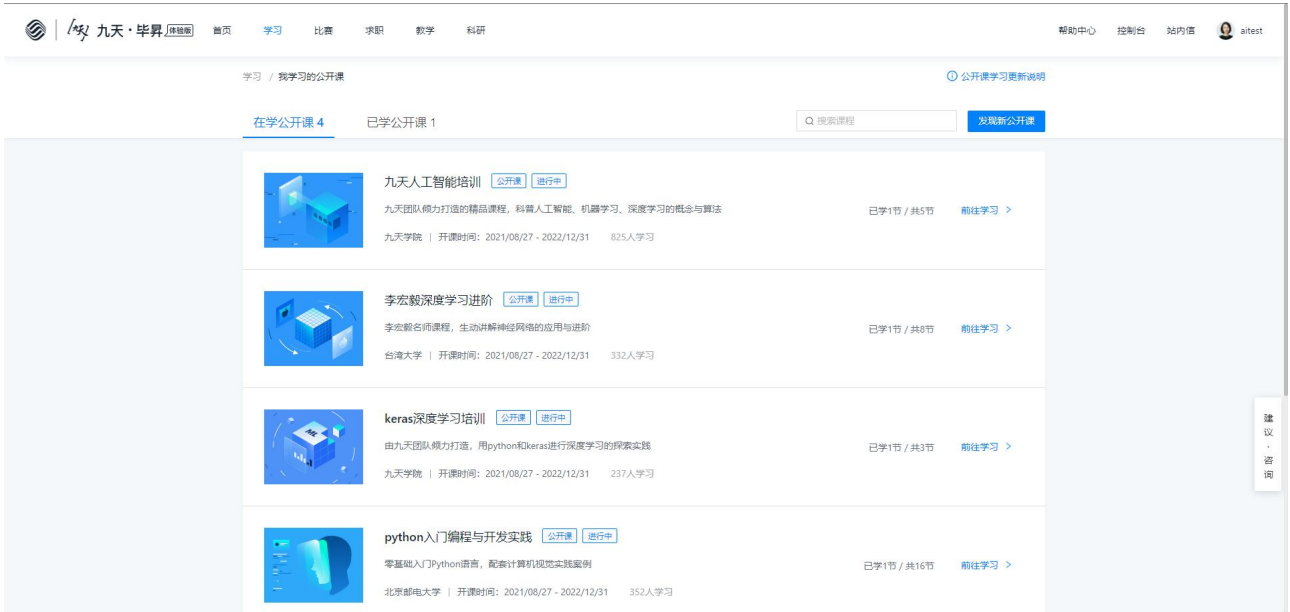 九天·毕昇 体验版 首页 学习 比赛 求职 教学 科研 帮助中心 控制台 站内信 aitest
学习 / 我学习的公开课 公开课学习更新说明
在学公开课 4 已学公开课 1 搜索课程 发现新公开课
九天人工智能培训 公开课 进行中
九天团队倾力打造的精品课程，科普人工智能、机器学习、深度学习的概念与算法 已学1节 / 共5节 前往学习 >
九天学院 | 开课时间：2021/08/27 - 2022/12/31 825人学习
李宏毅深度学习进阶 公开课 进行中
李宏毅名师课程，生动讲解神经网络的应用与进阶 已学1节 / 共8节 前往学习 >
台湾大学 | 开课时间：2021/08/27 - 2022/12/31 332人学习
keras深度学习培训 公开课 进行中
由九天团队倾力打造，用python和keras进行深度学习的探索实践 已学1节 / 共3节 前往学习 >
九天学院 | 开课时间：2021/08/27 - 2022/12/31 237人学习
python入门编程与开发实践 公开课 进行中
零基础入门Python语言，配套计算机视觉实践案例 已学1节 / 共16节 前往学习 >
北京邮电大学 | 开课时间：2021/08/27 - 2022/12/31 352人学习
建议·咨询
ML